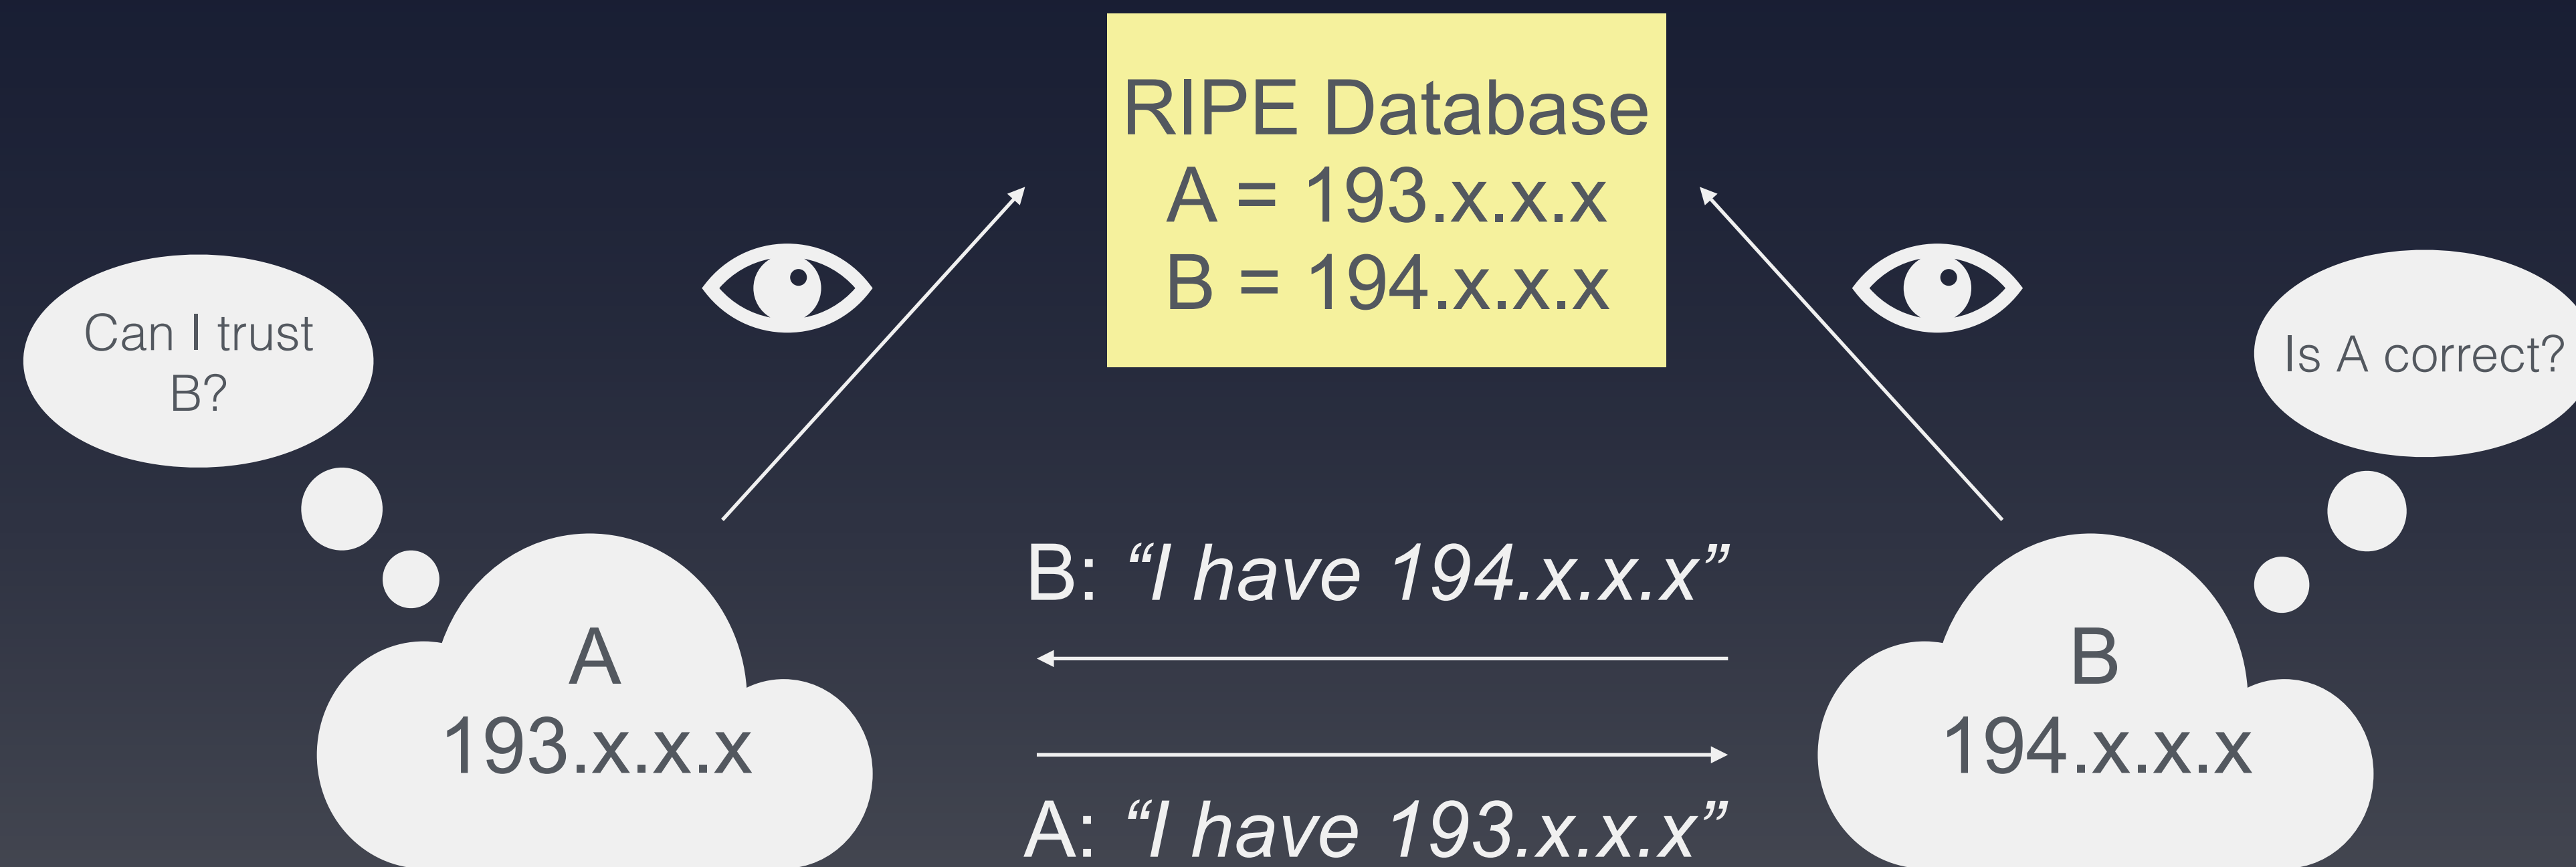 RIPE Database
A = 193.x.x.x
B = 194.x.x.x
Can I trust
B?
Is A correct?
B: “I have 194.x.x.x”
A
193.x.x.x
B
194.x.x.x
A: “I have 193.x.x.x”